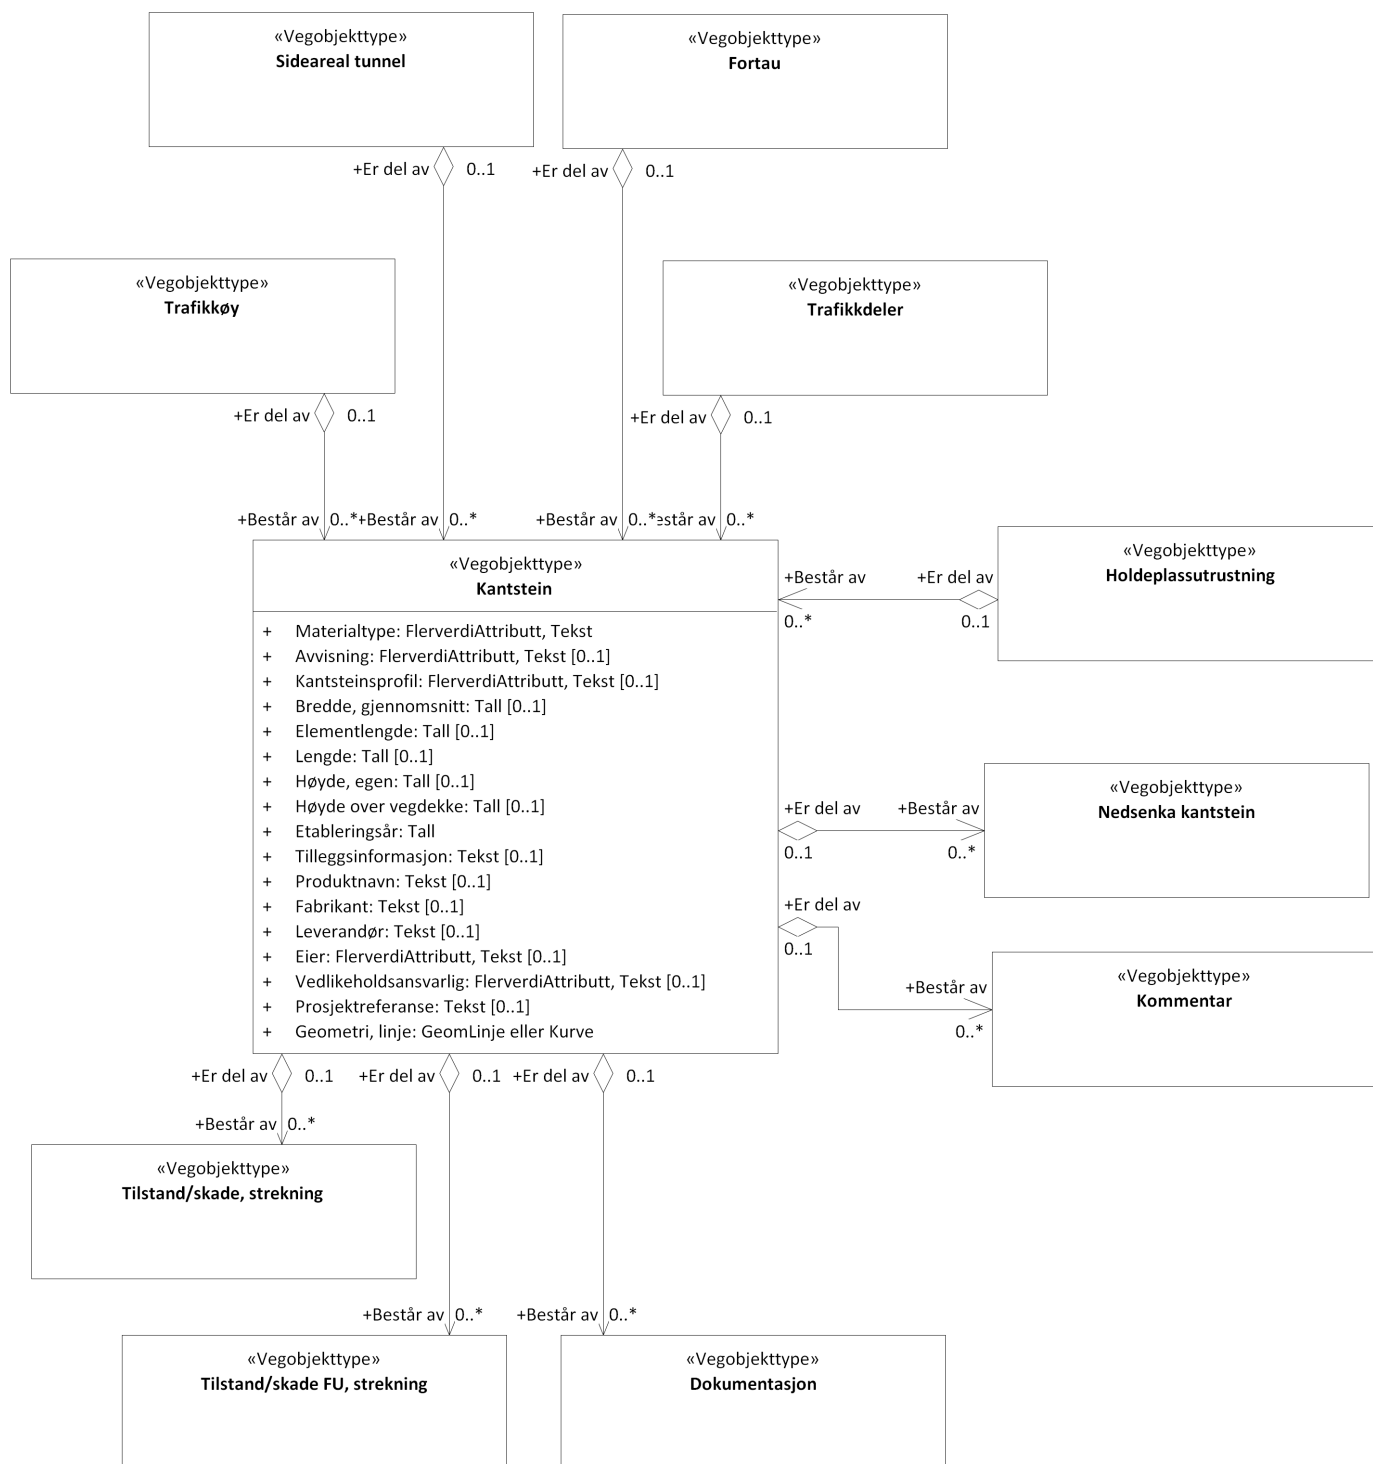 «Vegobjekttype»
Sideareal tunnel
«Vegobjekttype»
Fortau
+Er del av 0..1
+Er del av 0..1
«Vegobjekttype»
Trafikkøy
«Vegobjekttype»
Trafikkdeler
+Er del av 0..1
+Er del av 0..1
+Består av 0..*
+Består av 0..*
+Består av 0..*
står av 0..*
«Vegobjekttype»
Kantstein
+ Materialtype: FlerverdiAttributt, Tekst
+ Avvisning: FlerverdiAttributt, Tekst [0..1]
+ Kantsteinsprofil: FlerverdiAttributt, Tekst [0..1]
+ Bredde, gjennomsnitt: Tall [0..1]
+ Elementlengde: Tall [0..1]
+ Lengde: Tall [0..1]
+ Høyde, egen: Tall [0..1]
+ Høyde over vegdekke: Tall [0..1]
+ Etableringsår: Tall
+ Tilleggsinformasjon: Tekst [0..1]
+ Produktnavn: Tekst [0..1]
+ Fabrikant: Tekst [0..1]
+ Leverandør: Tekst [0..1]
+ Eier: FlerverdiAttributt, Tekst [0..1]
+ Vedlikeholdsansvarlig: FlerverdiAttributt, Tekst [0..1]
+ Prosjektreferanse: Tekst [0..1]
+ Geometri, linje: GeomLinje eller Kurve
+Består av +Er del av
0..* 0..1
«Vegobjekttype»
Holdeplassutrustning
+Er del av +Består av
0..1 0..*
«Vegobjekttype»
Nedsenka kantstein
+Er del av
0..1
+Består av
0..*
«Vegobjekttype»
Kommentar
+Er del av 0..1
+Er del av 0..1
+Er del av 0..1
+Består av 0..*
«Vegobjekttype»
Tilstand/skade, strekning
+Består av 0..*
+Består av 0..*
«Vegobjekttype»
Tilstand/skade FU, strekning
«Vegobjekttype»
Dokumentasjon